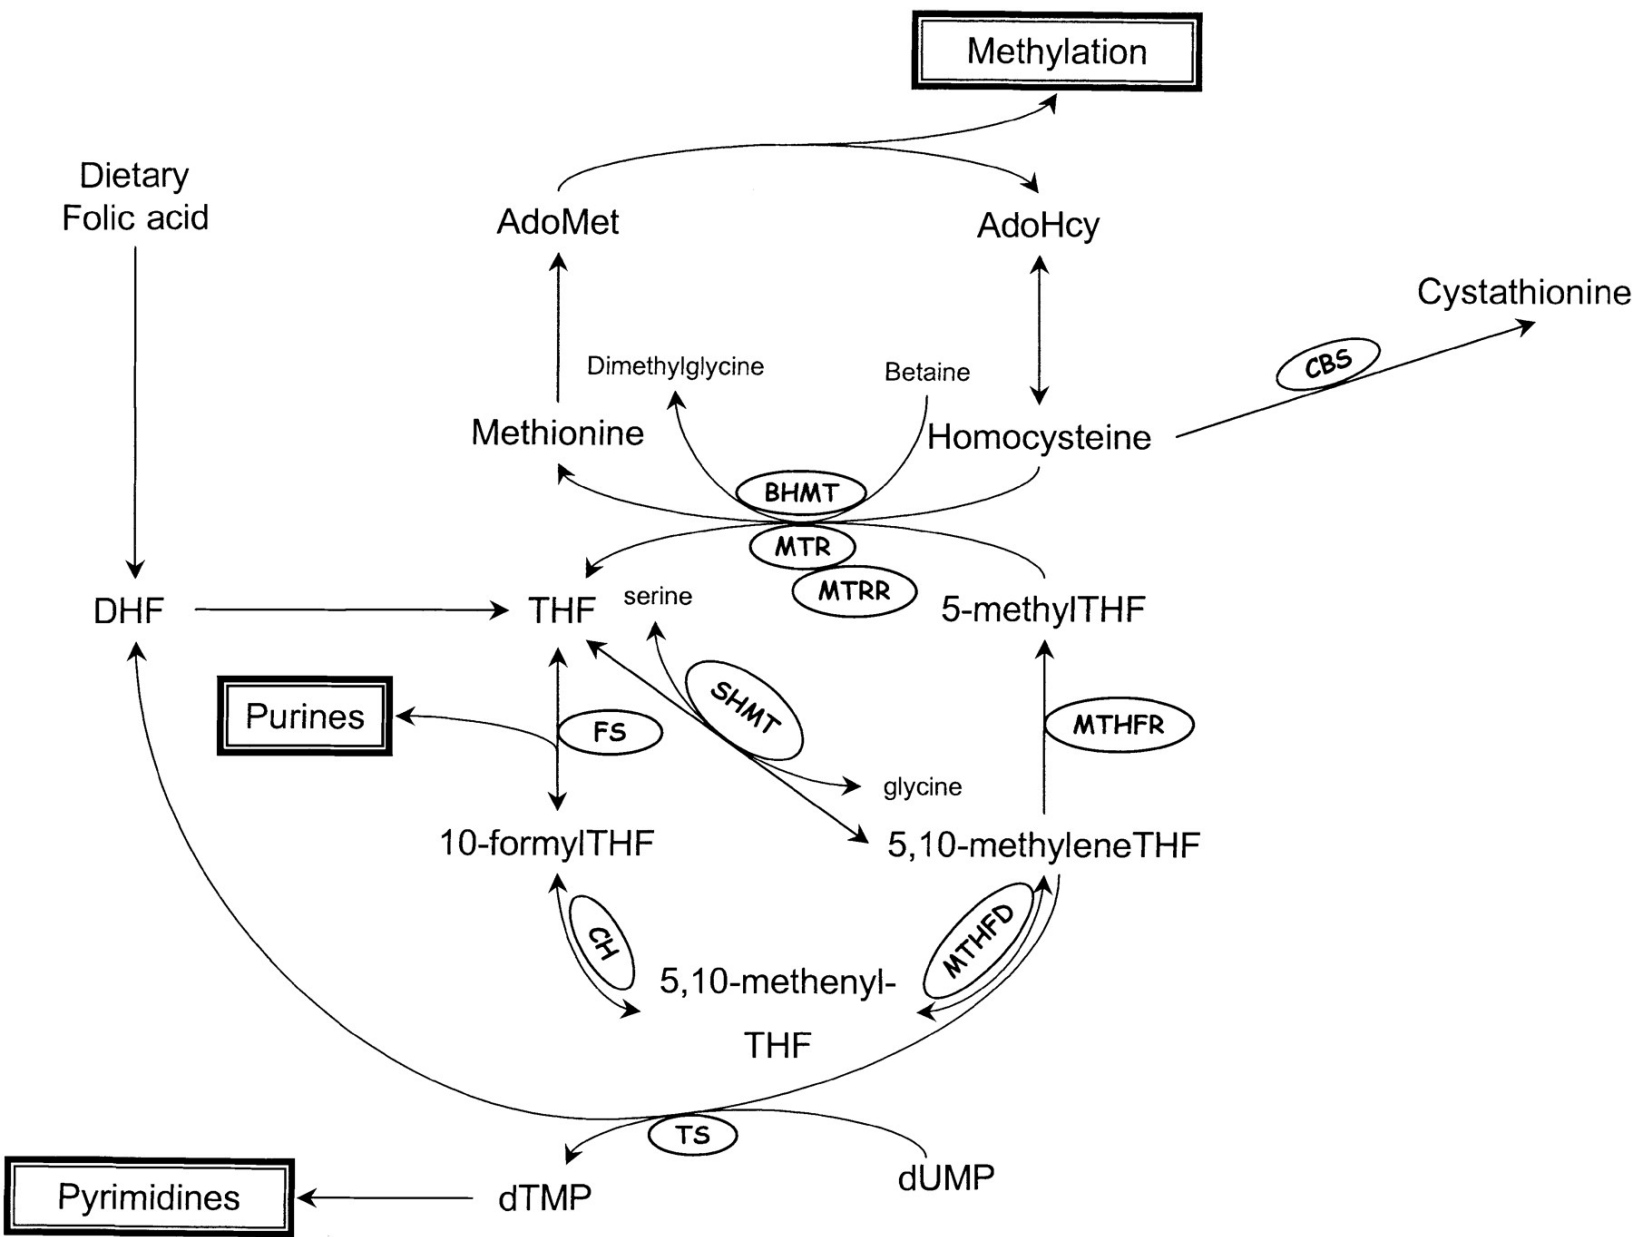 Methylation
Dietary
Folic acid
AdoMet
AdoHcy
Cystathionine
CBS
Dimethylglycine
Betaine
Methionine
Homocysteine
BHMT
MTR
MTRR
DHF
THF
serine
5-methylTHF
SHMT
Purines
FS
MTHFR
glycine
10-formylTHF
5,10-methyleneTHF
CH
MTHFD
5,10-methenyl-
THF
TS
Pyrimidines
dTMP
dUMP